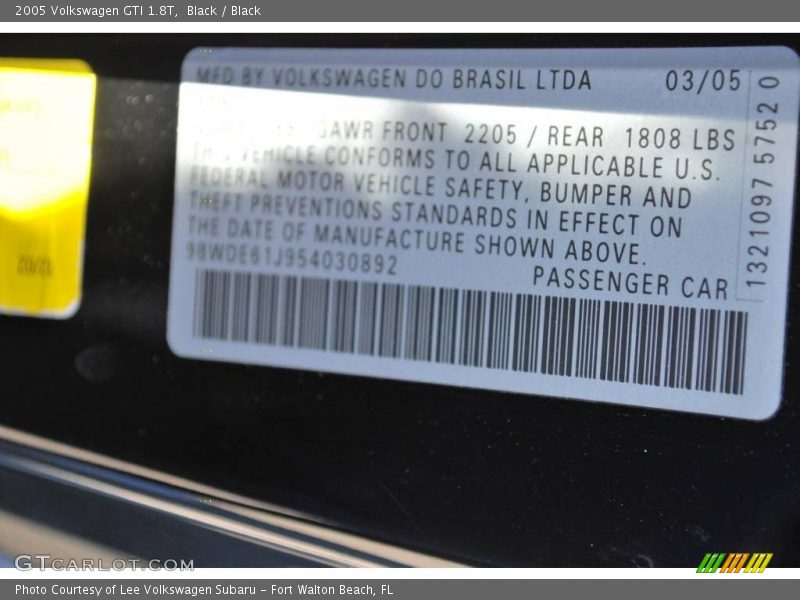 2005 Volkswagen GTI 1.8T, Black / Black
MFD BY VOLKSWAGEN DO BRASIL LTDA 03/05
GAWR FRONT 2205 / REAR 1808 LBS
THIS VEHICLE CONFORMS TO ALL APPLICABLE U.S.
FEDERAL MOTOR VEHICLE SAFETY, BUMPER AND
THEFT PREVENTIONS STANDARDS IN EFFECT ON
THE DATE OF MANUFACTURE SHOWN ABOVE.
9BWDE61J954030892
PASSENGER CAR
1321097 57520
GTCARLOT.COM
Photo Courtesy of Lee Volkswagen Subaru - Fort Walton Beach, FL